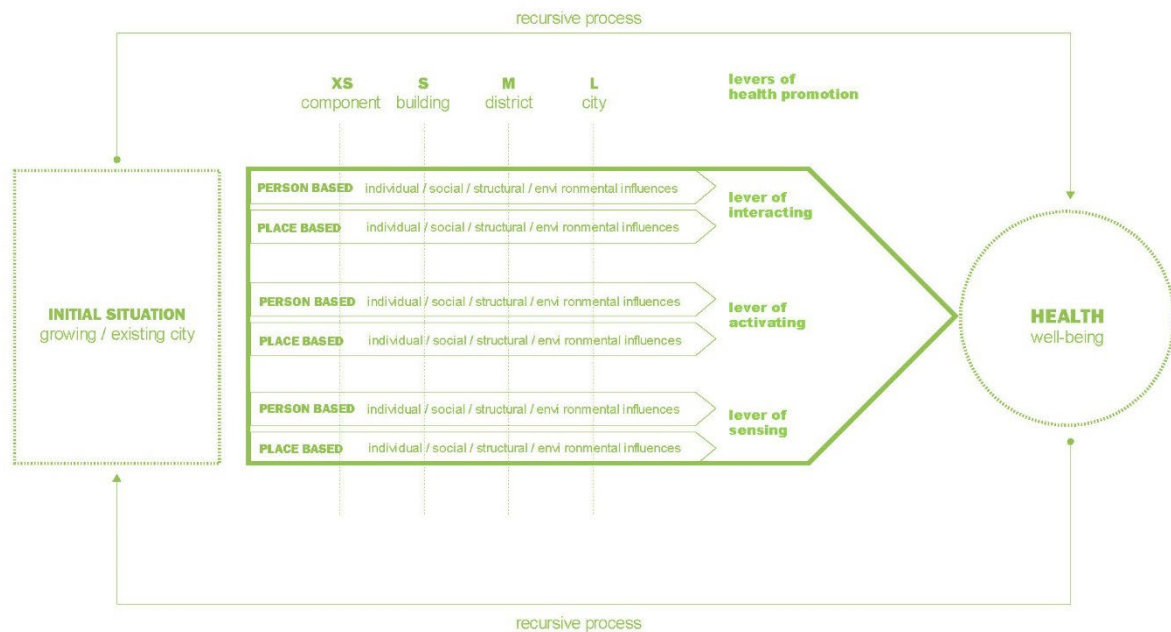 recursive process
XS
component
S
building
M
district
L
city
levers of
health promotion
INITIAL SITUATION
growing / existing city
PERSON BASED individual / social / structural / envi ronmental influences
PLACE BASED individual / social / structural / envi ronmental influences
lever of
interacting
PERSON BASED individual / social / structural / envi ronmental influences
PLACE BASED individual / social / structural / envi ronmental influences
lever of
activating
PERSON BASED individual / social / structural / envi ronmental influences
PLACE BASED individual / social / structural / envi ronmental influences
lever of
sensing
HEALTH
well-being
recursive process